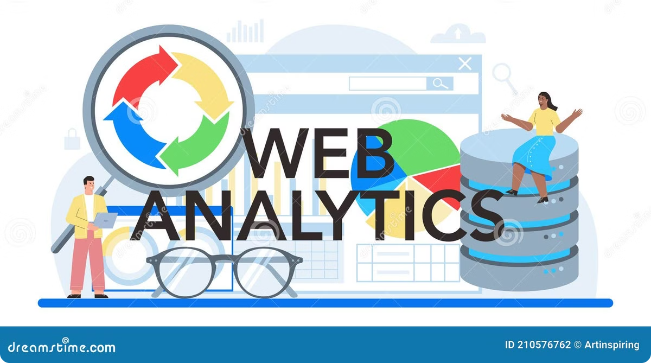 WEB
ANALYTICS
dreamstime.com
ID 210576762 © Artinspiring